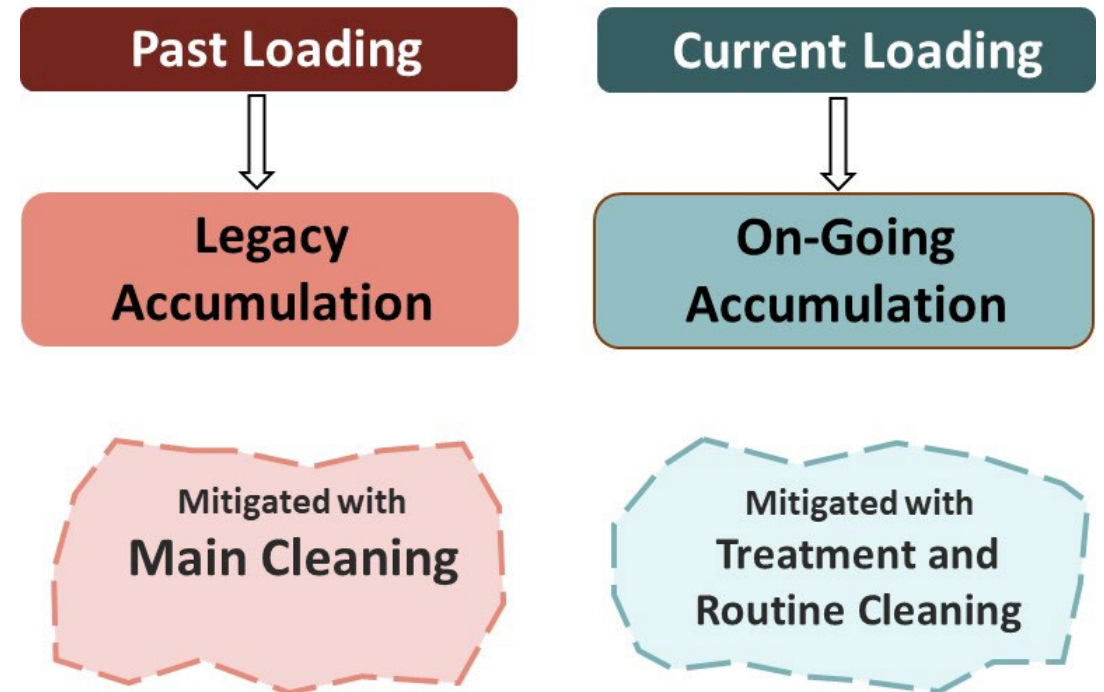 Past Loading
Legacy
Accumulation
Mitigated with
Main Cleaning
Current Loading
On-Going
Accumulation
Mitigated with
Treatment and
Routine Cleaning